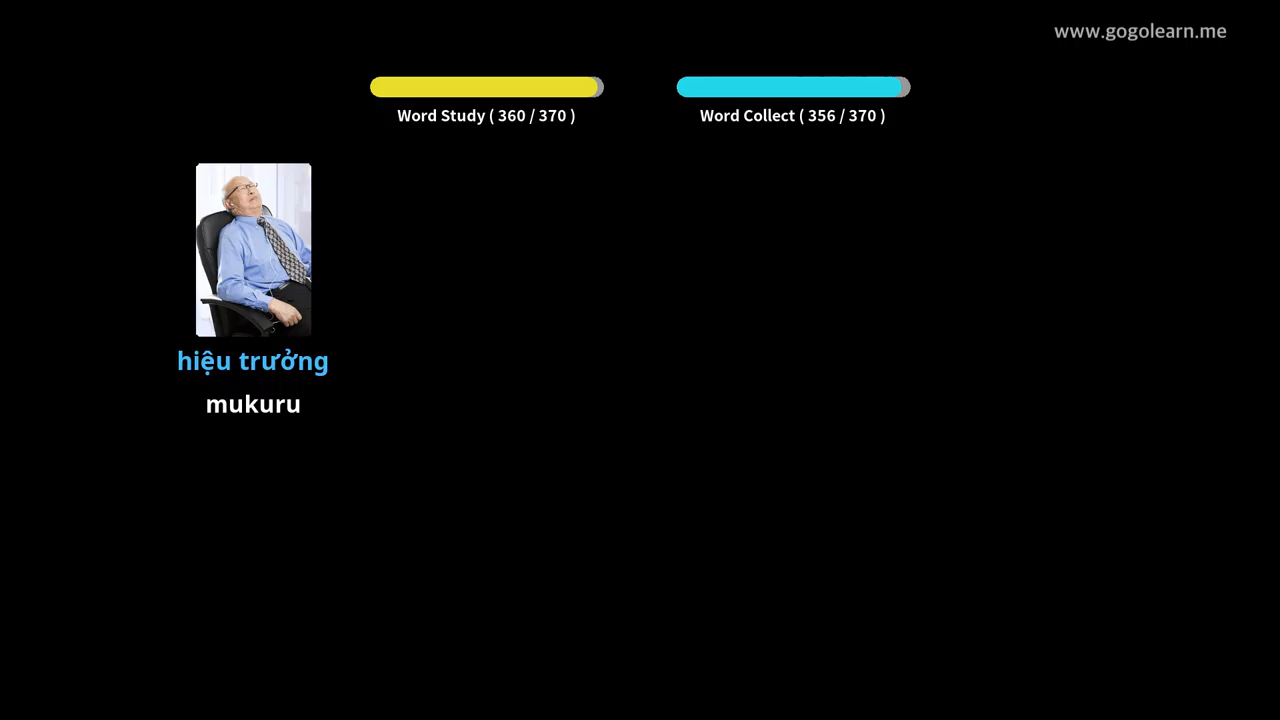 www.gogolearn.me
Word Study ( 360 / 370 )
Word Collect ( 356 / 370 )
hiệu trưởng
mukuru